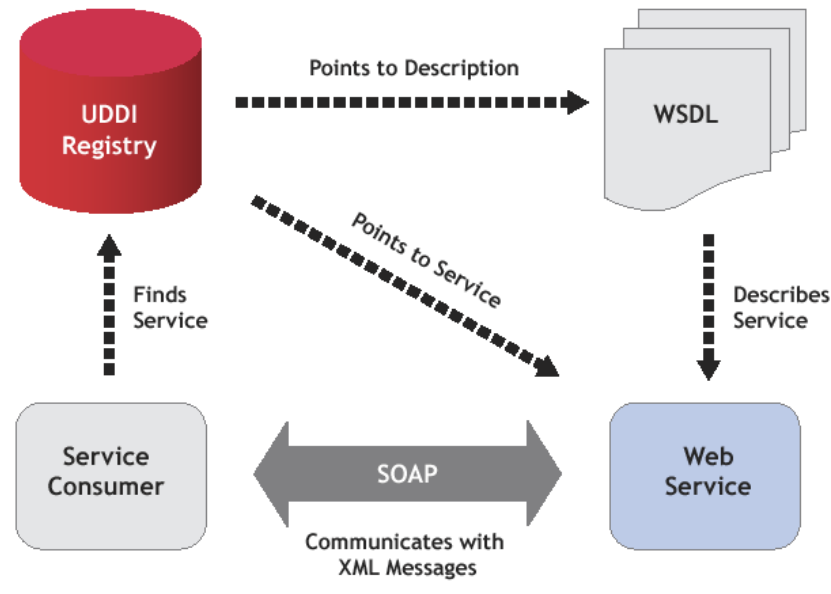 Points to Description
UDDI
Registry
WSDL
Points to Service
Finds
Service
Describes
Service
Service
Consumer
SOAP
Web
Service
Communicates with
XML Messages